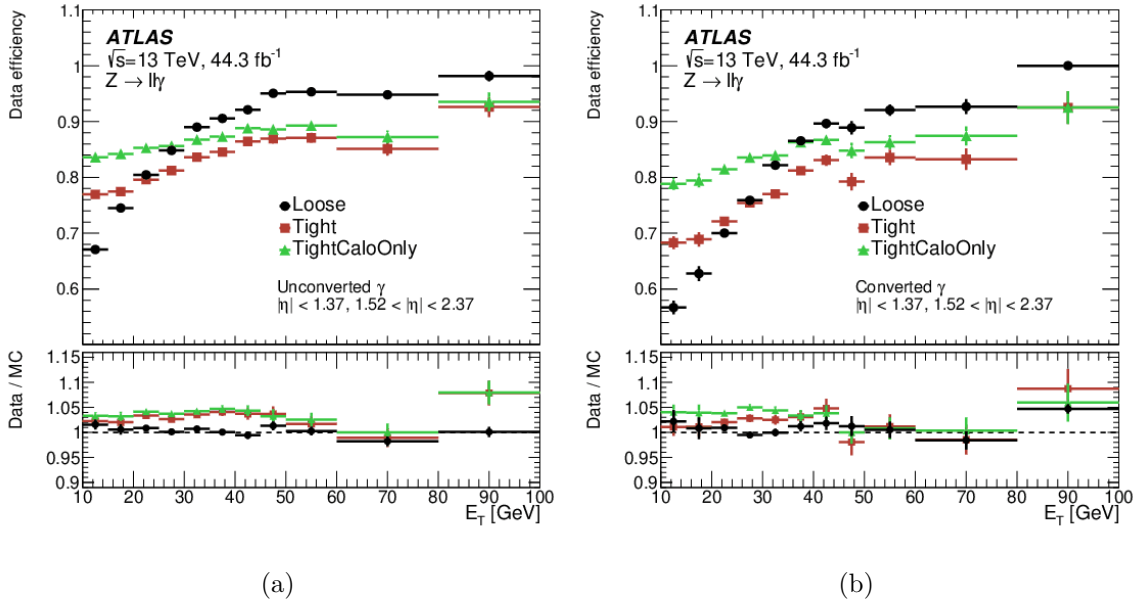 1.1
1
0.9
0.8
0.7
0.6
Data efficiency
ATLAS
√s=13 TeV, 44.3 fb⁻¹
Z → llγ
Loose
Tight
TightCaloOnly
Unconverted γ
|η| < 1.37, 1.52 < |η| < 2.37
1.15
1.1
1.05
1
0.95
0.9
Data / MC
10 20 30 40 50 60 70 80 90 100
E_T [GeV]
(a)
1.1
1
0.9
0.8
0.7
0.6
Data efficiency
ATLAS
√s=13 TeV, 44.3 fb⁻¹
Z → llγ
Loose
Tight
TightCaloOnly
Converted γ
|η| < 1.37, 1.52 < |η| < 2.37
1.15
1.1
1.05
1
0.95
0.9
Data / MC
10 20 30 40 50 60 70 80 90 100
E_T [GeV]
(b)